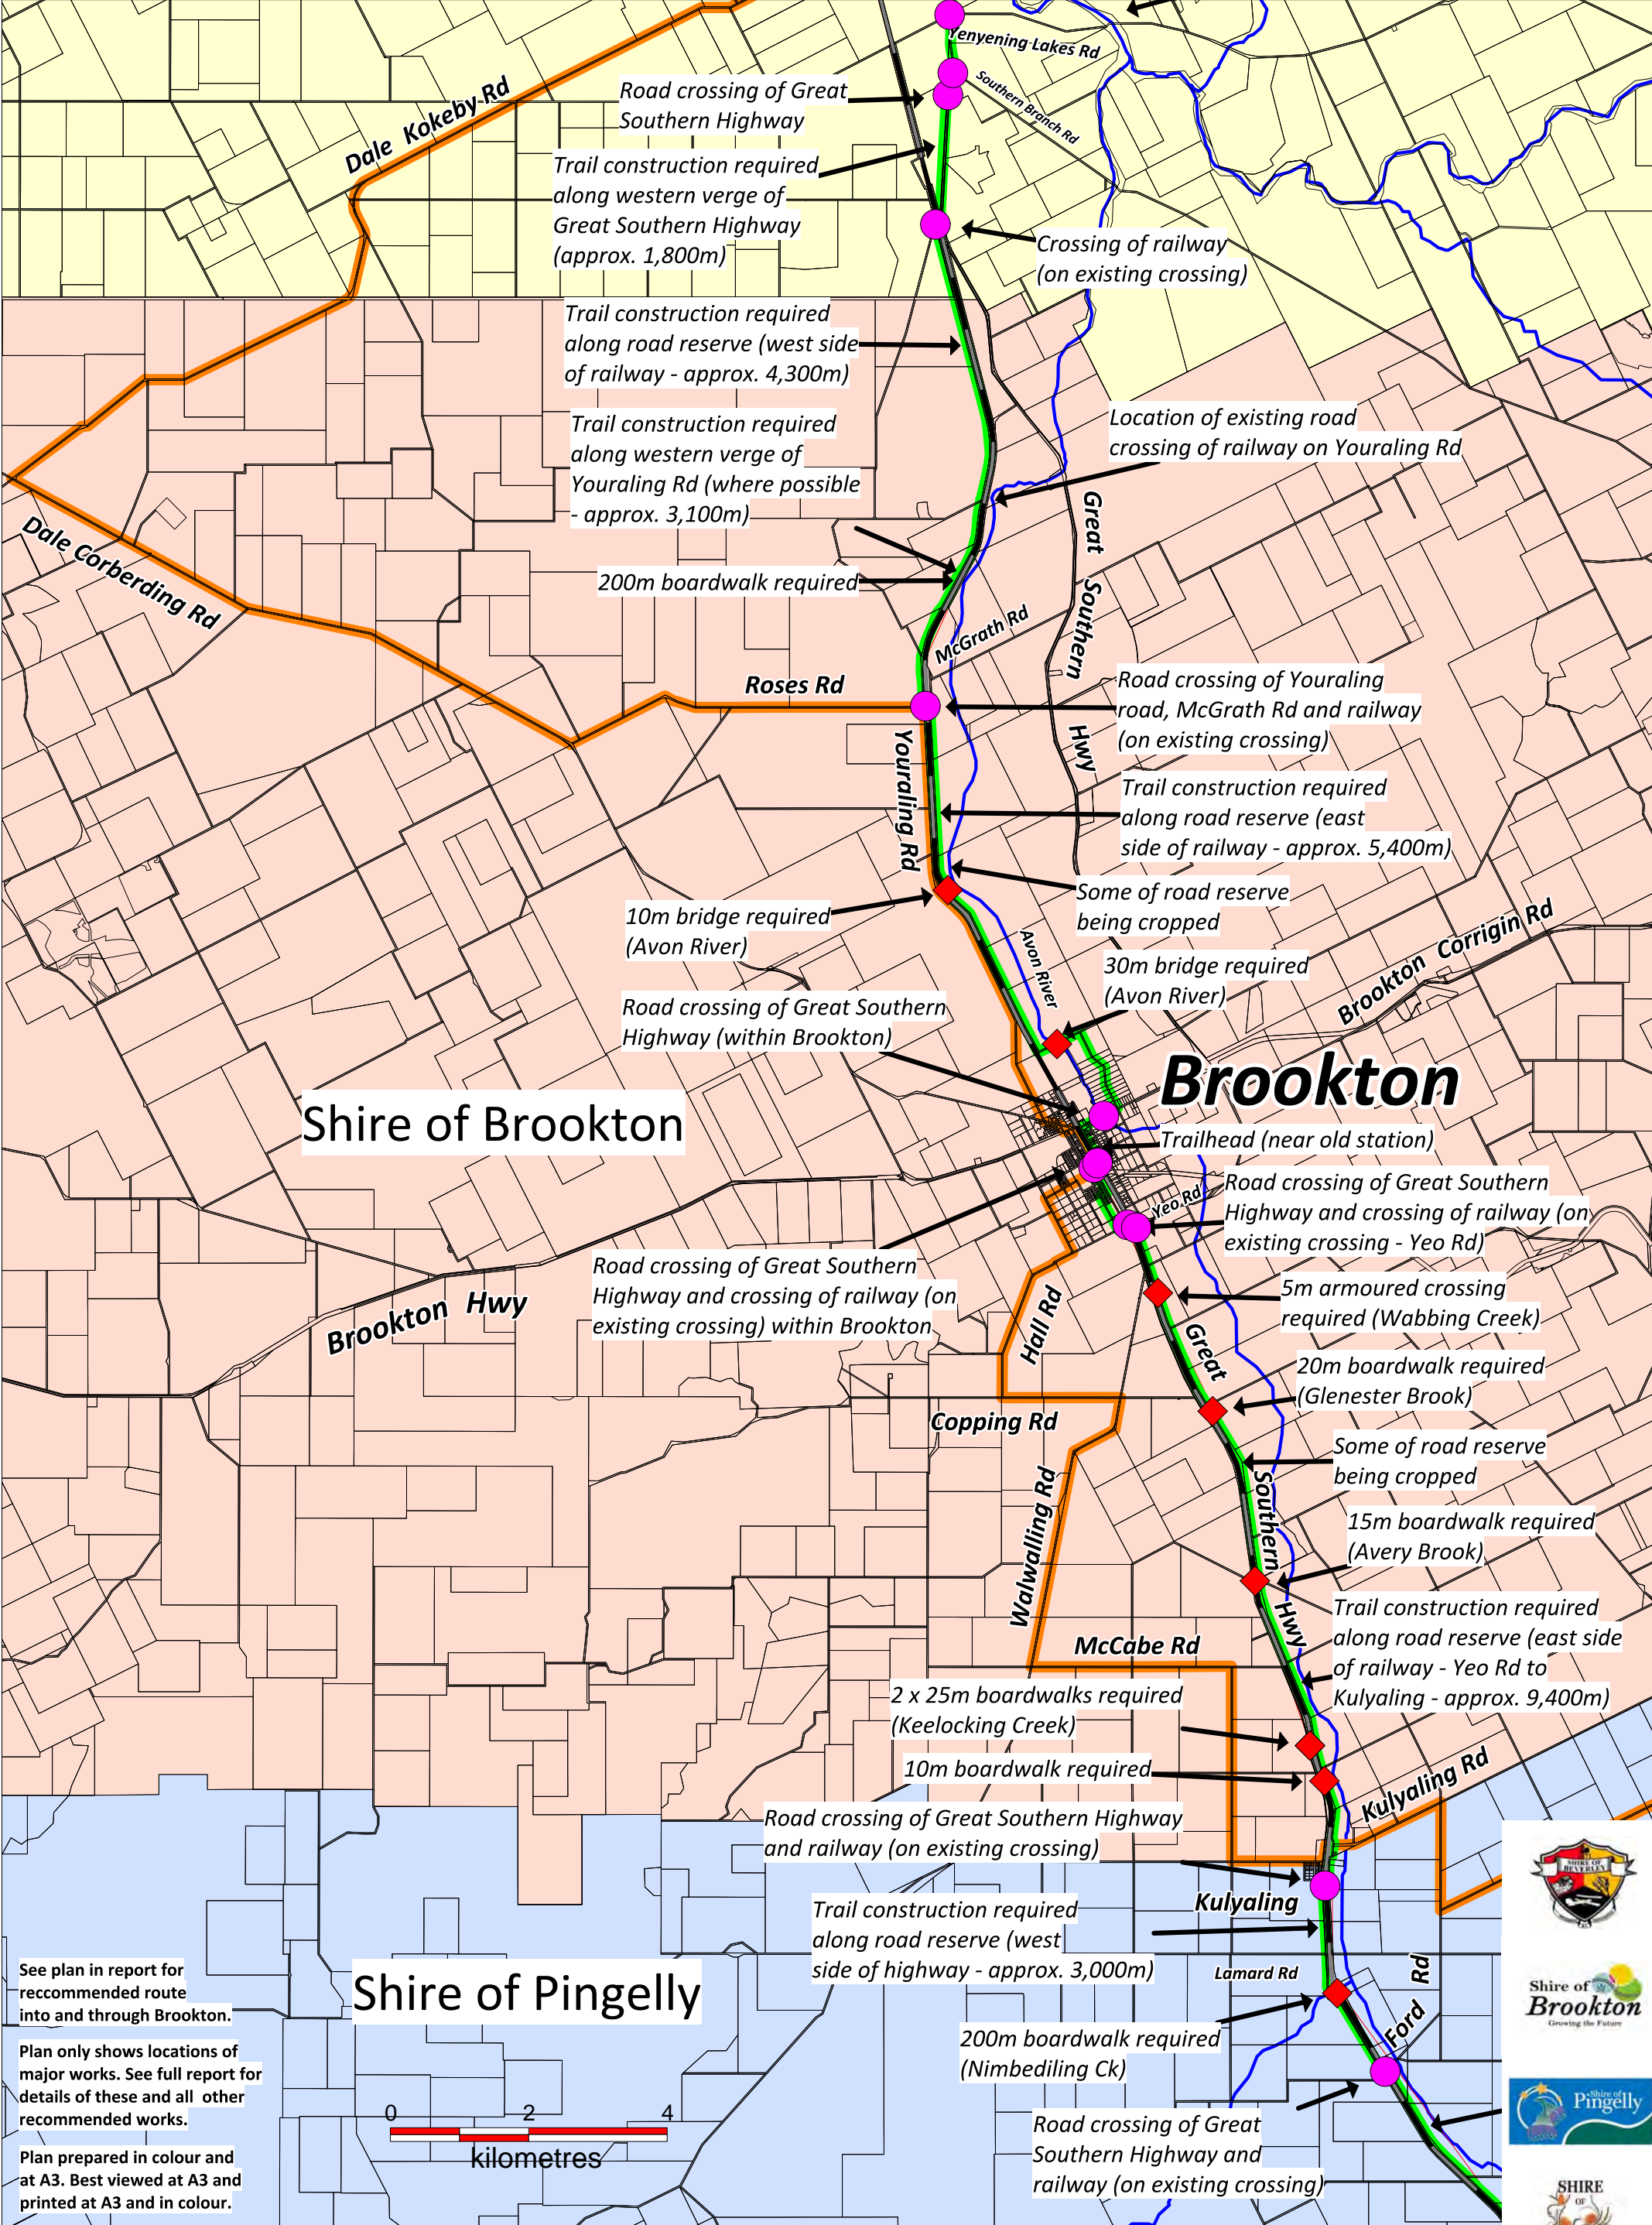 Yenyening Lakes Rd
Southern Branch Rd
Dale Kokeby Rd
Road crossing of Great
Southern Highway
Trail construction required
along western verge of
Great Southern Highway
(approx. 1,800m)
Crossing of railway
(on existing crossing)
Trail construction required
along road reserve (west side
of railway - approx. 4,300m)
Trail construction required
along western verge of
Youraling Rd (where possible
- approx. 3,100m)
Location of existing road
crossing of railway on Youraling Rd
Great Southern Hwy
Dale Corberding Rd
200m boardwalk required
McGrath Rd
Roses Rd
Road crossing of Youraling
road, McGrath Rd and railway
(on existing crossing)
Youraling Rd
Trail construction required
along road reserve (east
side of railway - approx. 5,400m)
Some of road reserve
being cropped
10m bridge required
(Avon River)
Avon River
30m bridge required
(Avon River)
Brookton Corrigin Rd
Road crossing of Great Southern
Highway (within Brookton)
Brookton
Shire of Brookton
Trailhead (near old station)
Yeo Rd
Road crossing of Great Southern
Highway and crossing of railway (on
existing crossing - Yeo Rd)
Road crossing of Great Southern
Highway and crossing of railway (on
existing crossing) within Brookton
Brookton Hwy
Hall Rd
5m armoured crossing
required (Wabbing Creek)
Great Southern Hwy
20m boardwalk required
(Glenester Brook)
Copping Rd
Some of road reserve
being cropped
Walwalling Rd
15m boardwalk required
(Avery Brook)
Trail construction required
along road reserve (east side
of railway - Yeo Rd to
Kulyaling - approx. 9,400m)
McCabe Rd
2 x 25m boardwalks required
(Keelocking Creek)
10m boardwalk required
Kulyaling Rd
Road crossing of Great Southern Highway
and railway (on existing crossing)
Kulyaling
Trail construction required
along road reserve (west
side of highway - approx. 3,000m)
Lamard Rd
Ford Rd
200m boardwalk required
(Nimbediling Ck)
Road crossing of Great
Southern Highway and
railway (on existing crossing)
Shire of Pingelly
See plan in report for
reccommended route
into and through Brookton.
Plan only shows locations of
major works. See full report for
details of these and all other
recommended works.
Plan prepared in colour and
at A3. Best viewed at A3 and
printed at A3 and in colour.
0 2 4
kilometres
SHIRE OF
BEVERLEY
Shire of
Brookton
Growing the Future
Shire of
Pingelly
SHIRE
OF